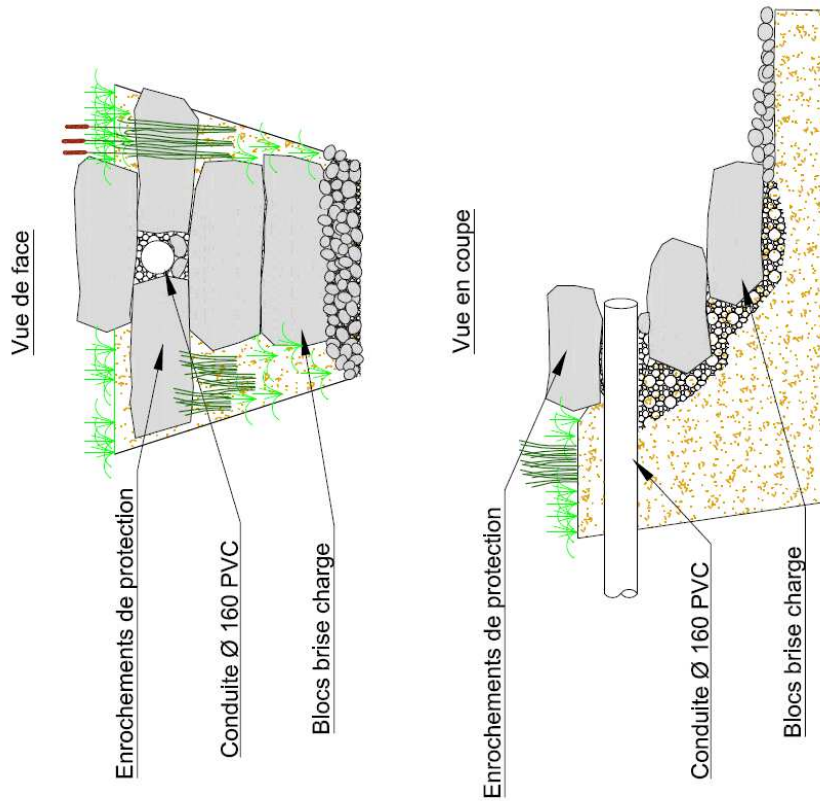 Vue de face
Enrochements de protection
Conduite Ø 160 PVC
Blocs brise charge
Vue en coupe
Enrochements de protection
Conduite Ø 160 PVC
Blocs brise charge